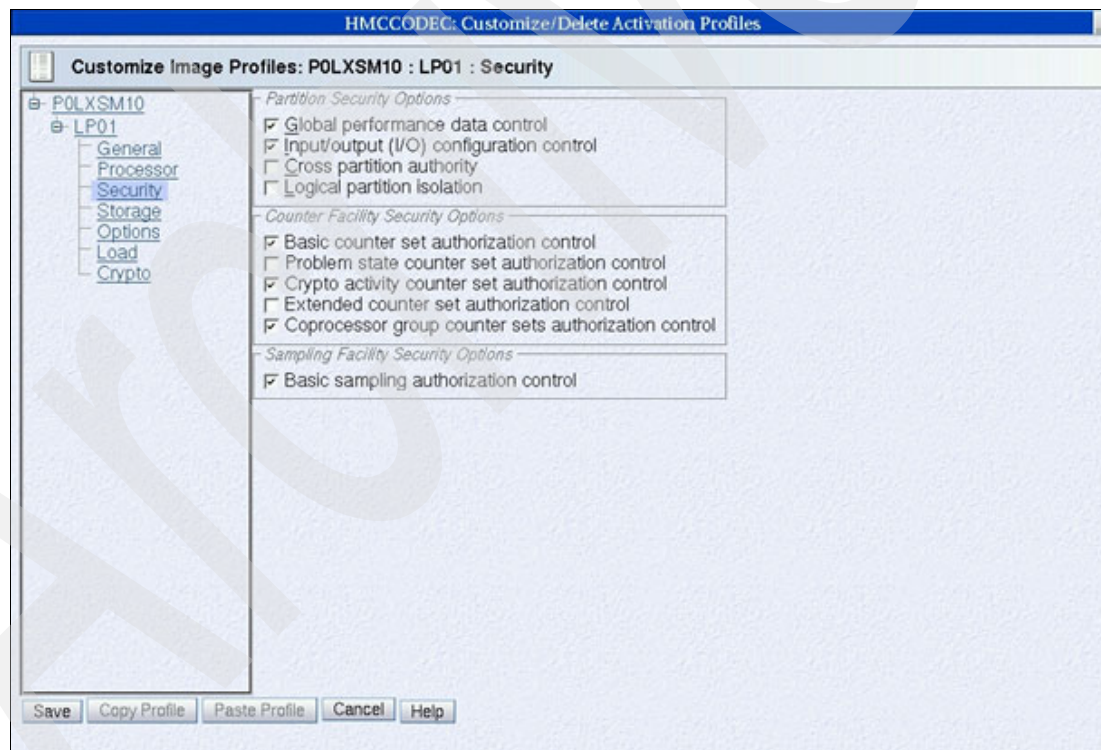 HMCCODEC: Customize/Delete Activation Profiles
Customize Image Profiles: P0LXSM10 : LP01 : Security
P0LXSM10
LP01
General
Processor
Security
Storage
Options
Load
Crypto
Partition Security Options
Global performance data control
Input/output (I/O) configuration control
Cross partition authority
Logical partition isolation
Counter Facility Security Options
Basic counter set authorization control
Problem state counter set authorization control
Crypto activity counter set authorization control
Extended counter set authorization control
Coprocessor group counter sets authorization control
Sampling Facility Security Options
Basic sampling authorization control
Save Copy Profile Paste Profile Cancel Help